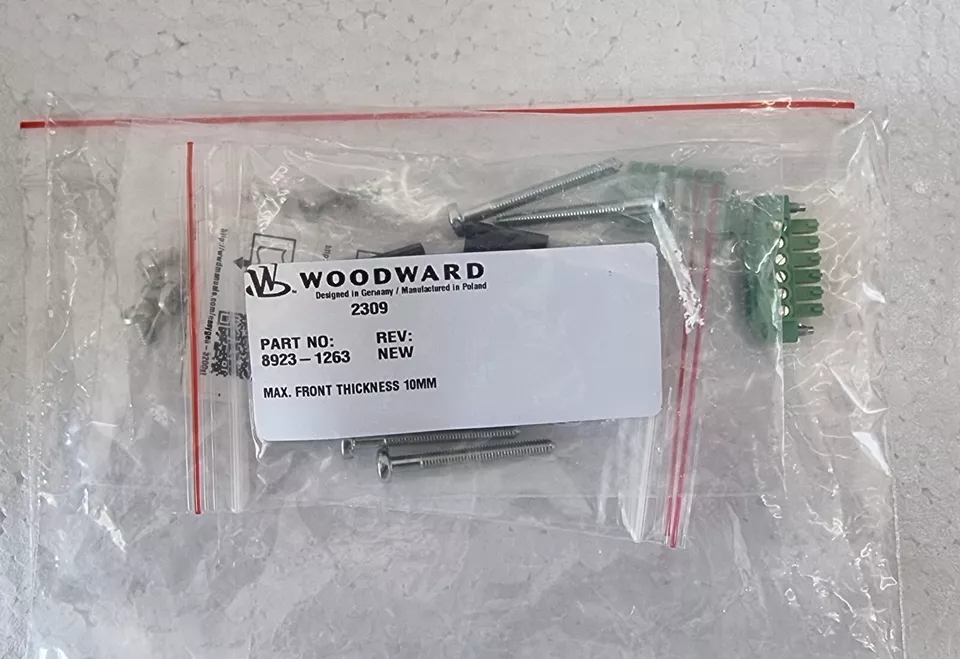 WOODWARD
Designed in Germany / Manufactured in Poland
2309
PART NO: REV:
8923-1263 NEW
MAX. FRONT THICKNESS 10MM